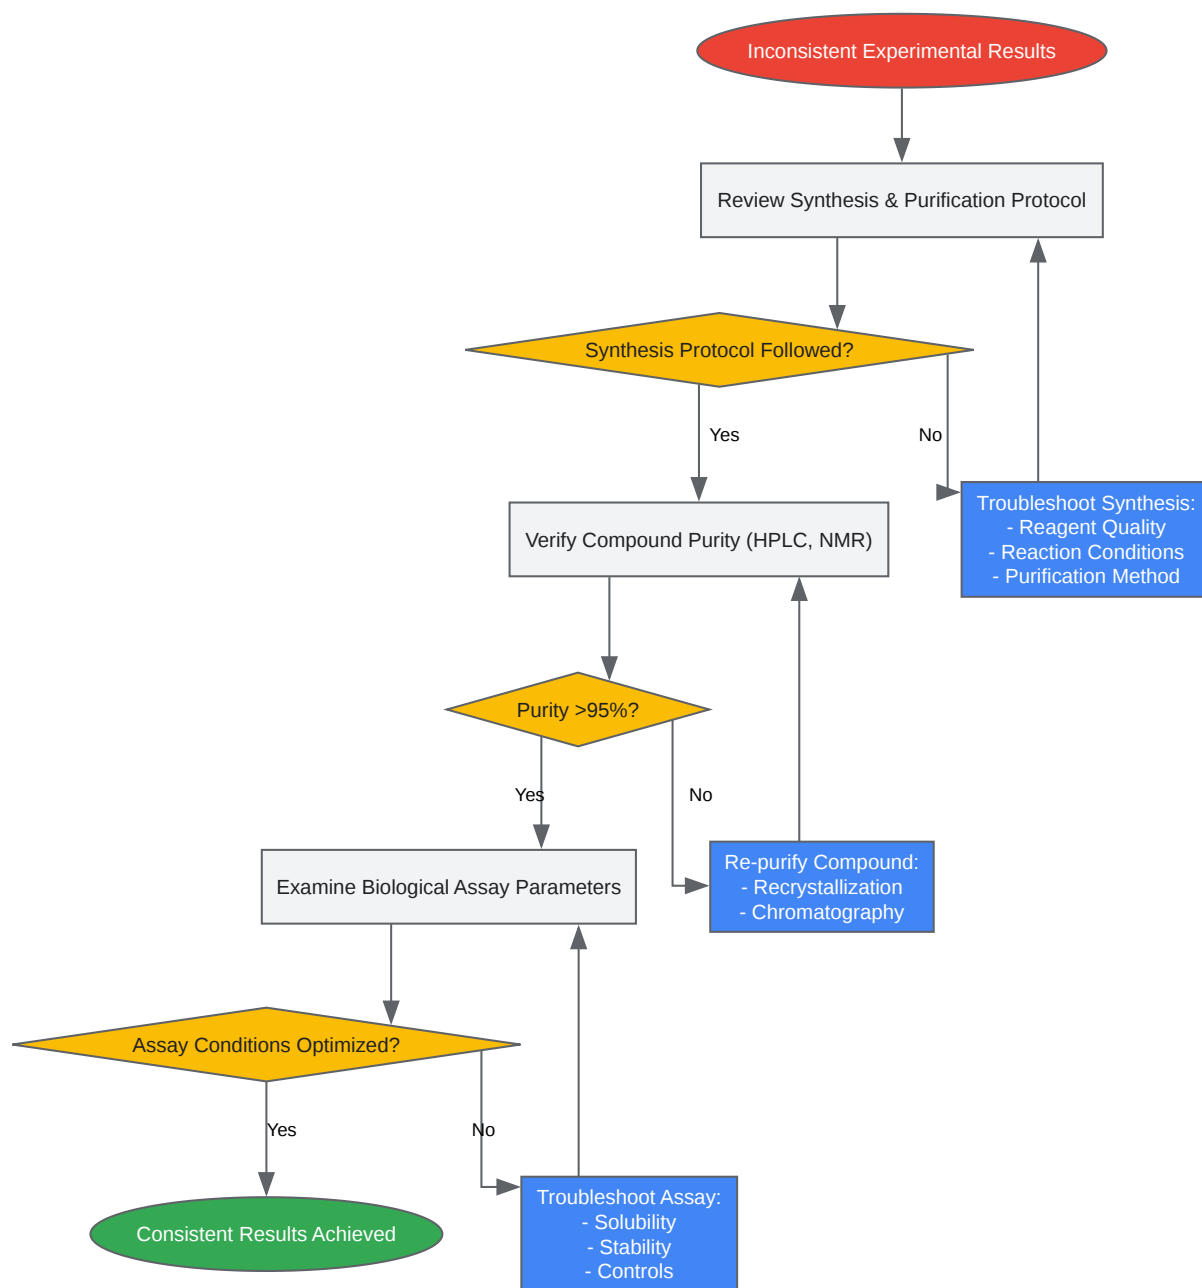 Inconsistent Experimental Results
Review Synthesis & Purification Protocol
Synthesis Protocol Followed?
Yes
No
Troubleshoot Synthesis:
- Reagent Quality
- Reaction Conditions
- Purification Method
Verify Compound Purity (HPLC, NMR)
Purity >95%?
Yes
No
Re-purify Compound:
- Recrystallization
- Chromatography
Examine Biological Assay Parameters
Assay Conditions Optimized?
Yes
No
Troubleshoot Assay:
- Solubility
- Stability
- Controls
Consistent Results Achieved